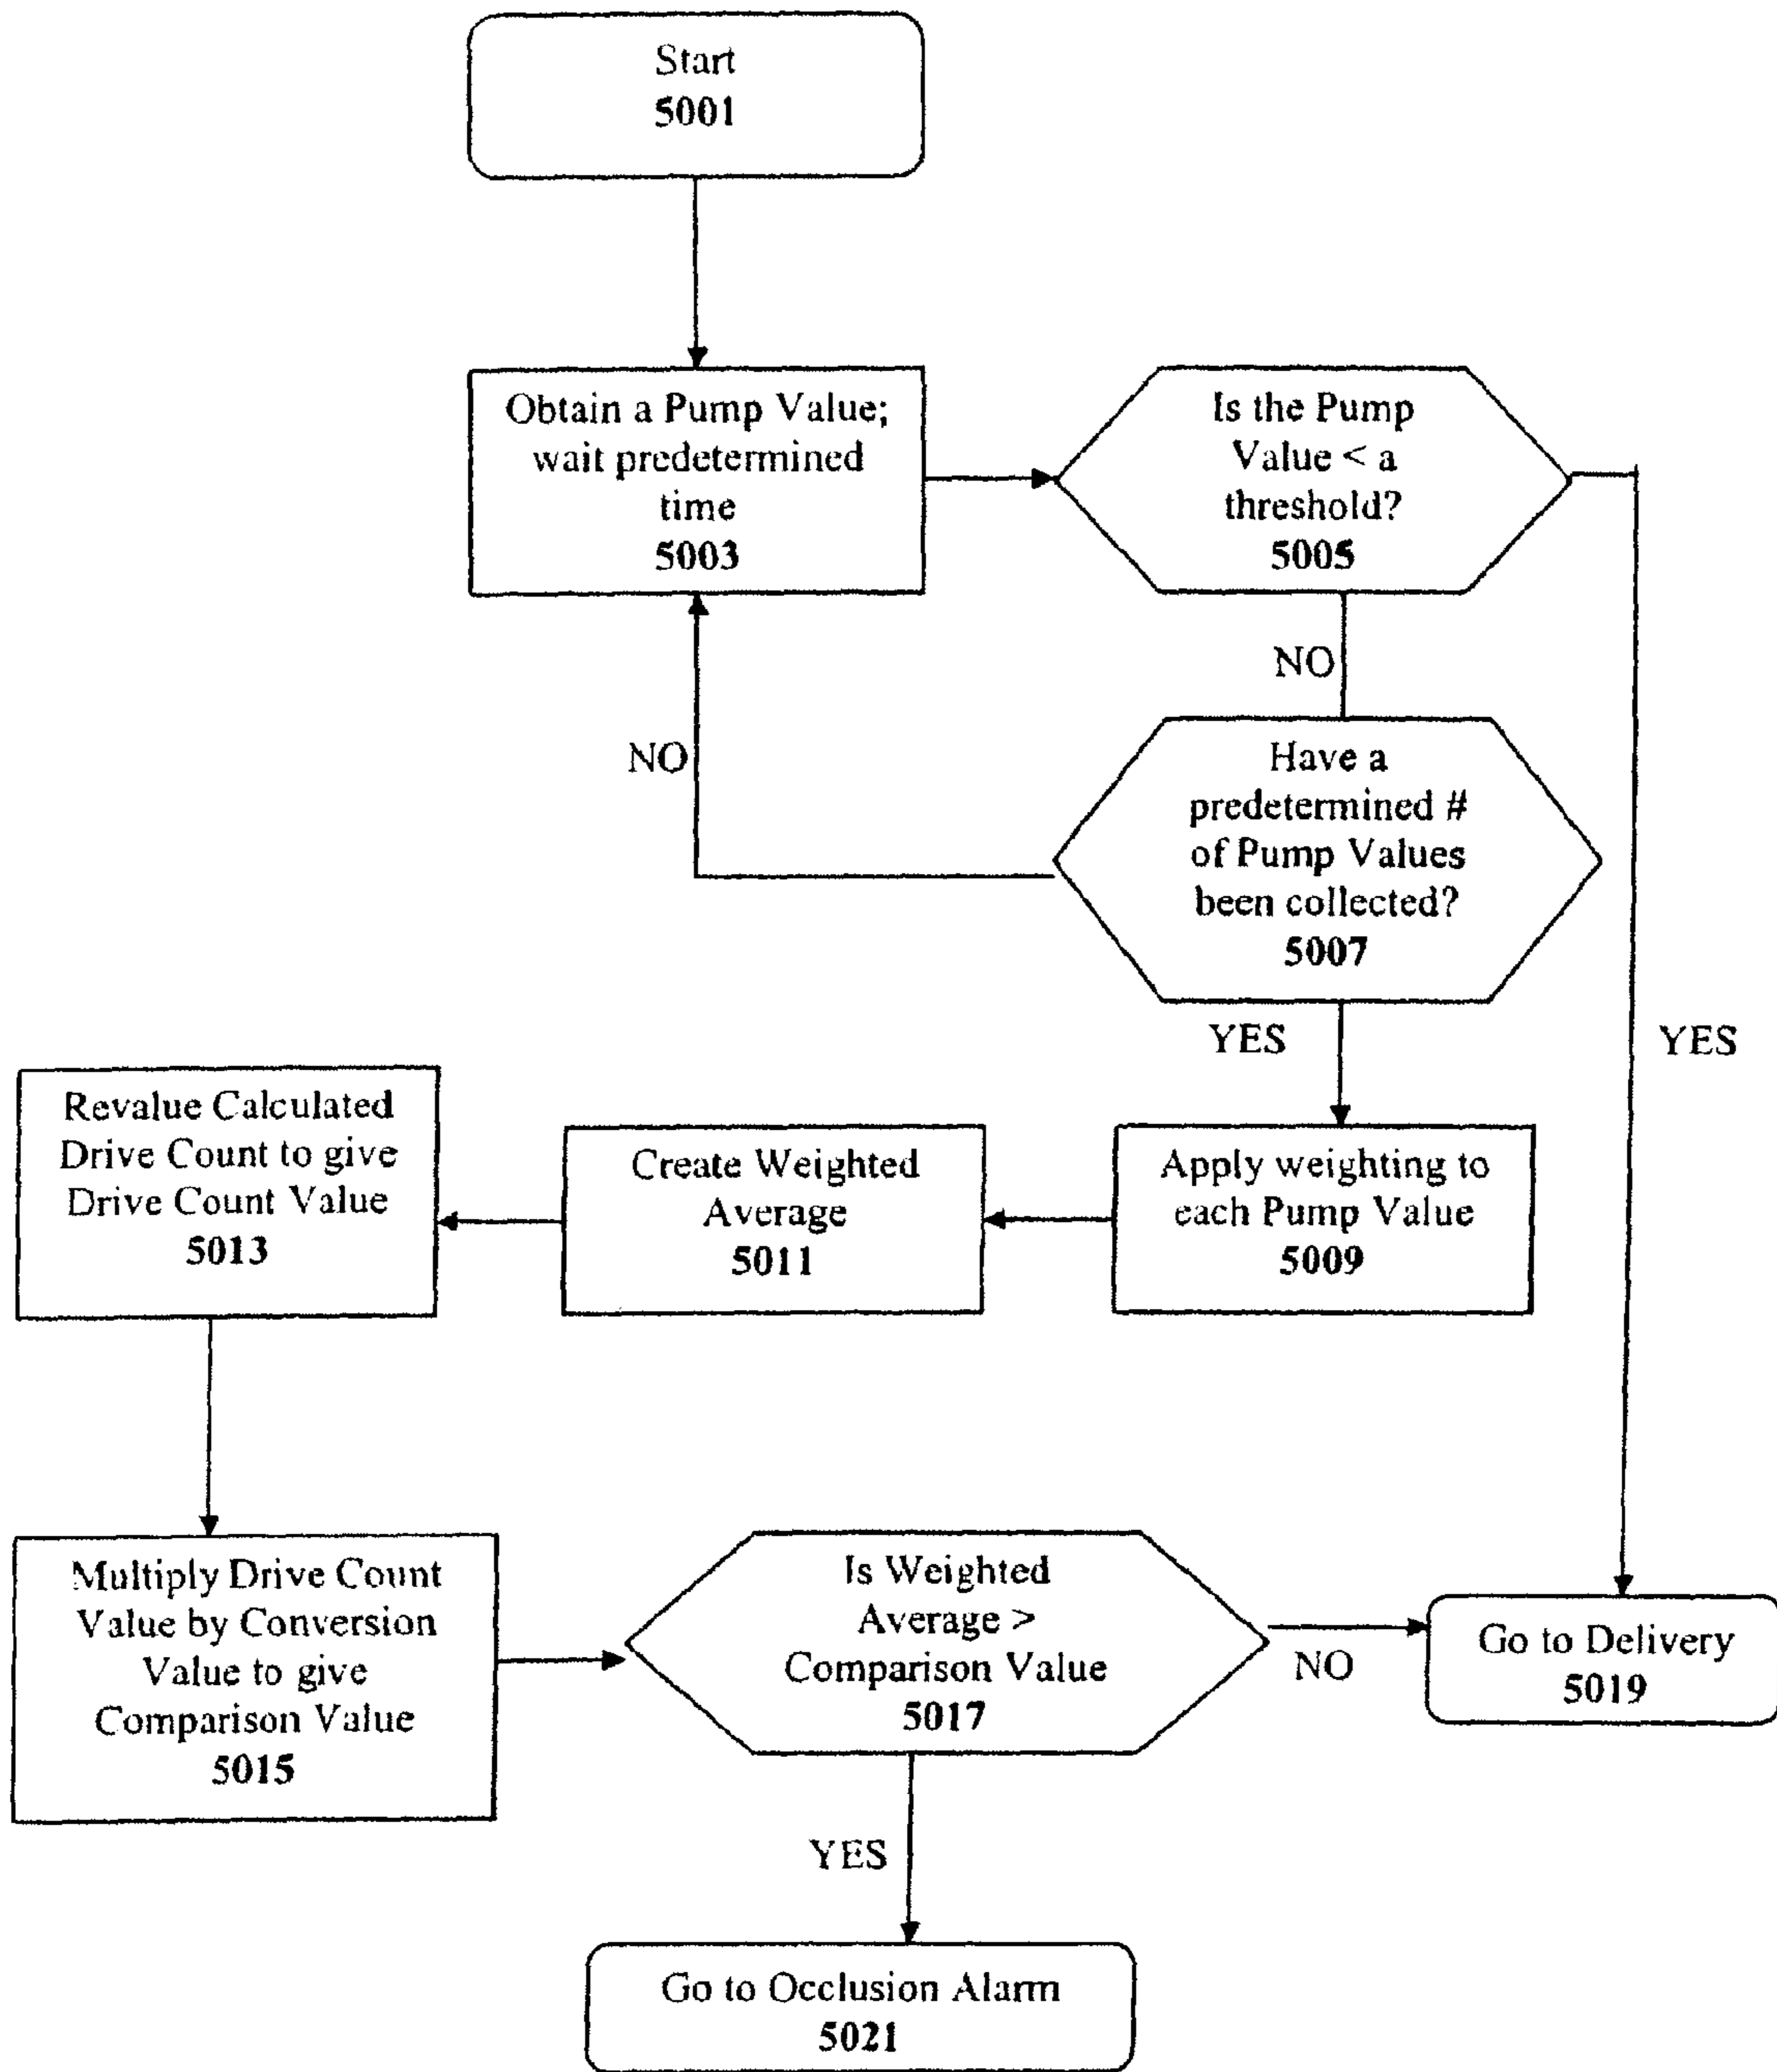 Start
5001
Obtain a Pump Value;
wait predetermined
time
5003
Is the Pump
Value < a
threshold?
5005
NO
NO
Have a
predetermined #
of Pump Values
been collected?
5007
YES
YES
Revalue Calculated
Drive Count to give
Drive Count Value
5013
Create Weighted
Average
5011
Apply weighting to
each Pump Value
5009
Multiply Drive Count
Value by Conversion
Value to give
Comparison Value
5015
Is Weighted
Average >
Comparison Value
5017
NO
Go to Delivery
5019
YES
Go to Occlusion Alarm
5021